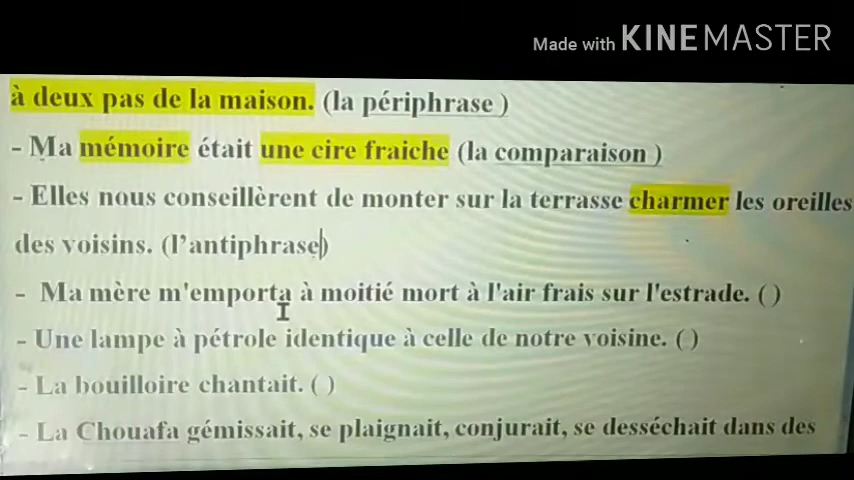 Made with KINEMASTER
à deux pas de la maison. (la périphrase )
- Ma mémoire était une cire fraiche (la comparaison )
- Elles nous conseillèrent de monter sur la terrasse charmer les oreilles
des voisins. (l’antiphrase)
- Ma mère m'emporta à moitié mort à l'air frais sur l'estrade. ( )
- Une lampe à pétrole identique à celle de notre voisine. ( )
- La bouilloire chantait. ( )
- La Chouafa gémissait, se plaignait, conjurait, se desséchait dans des